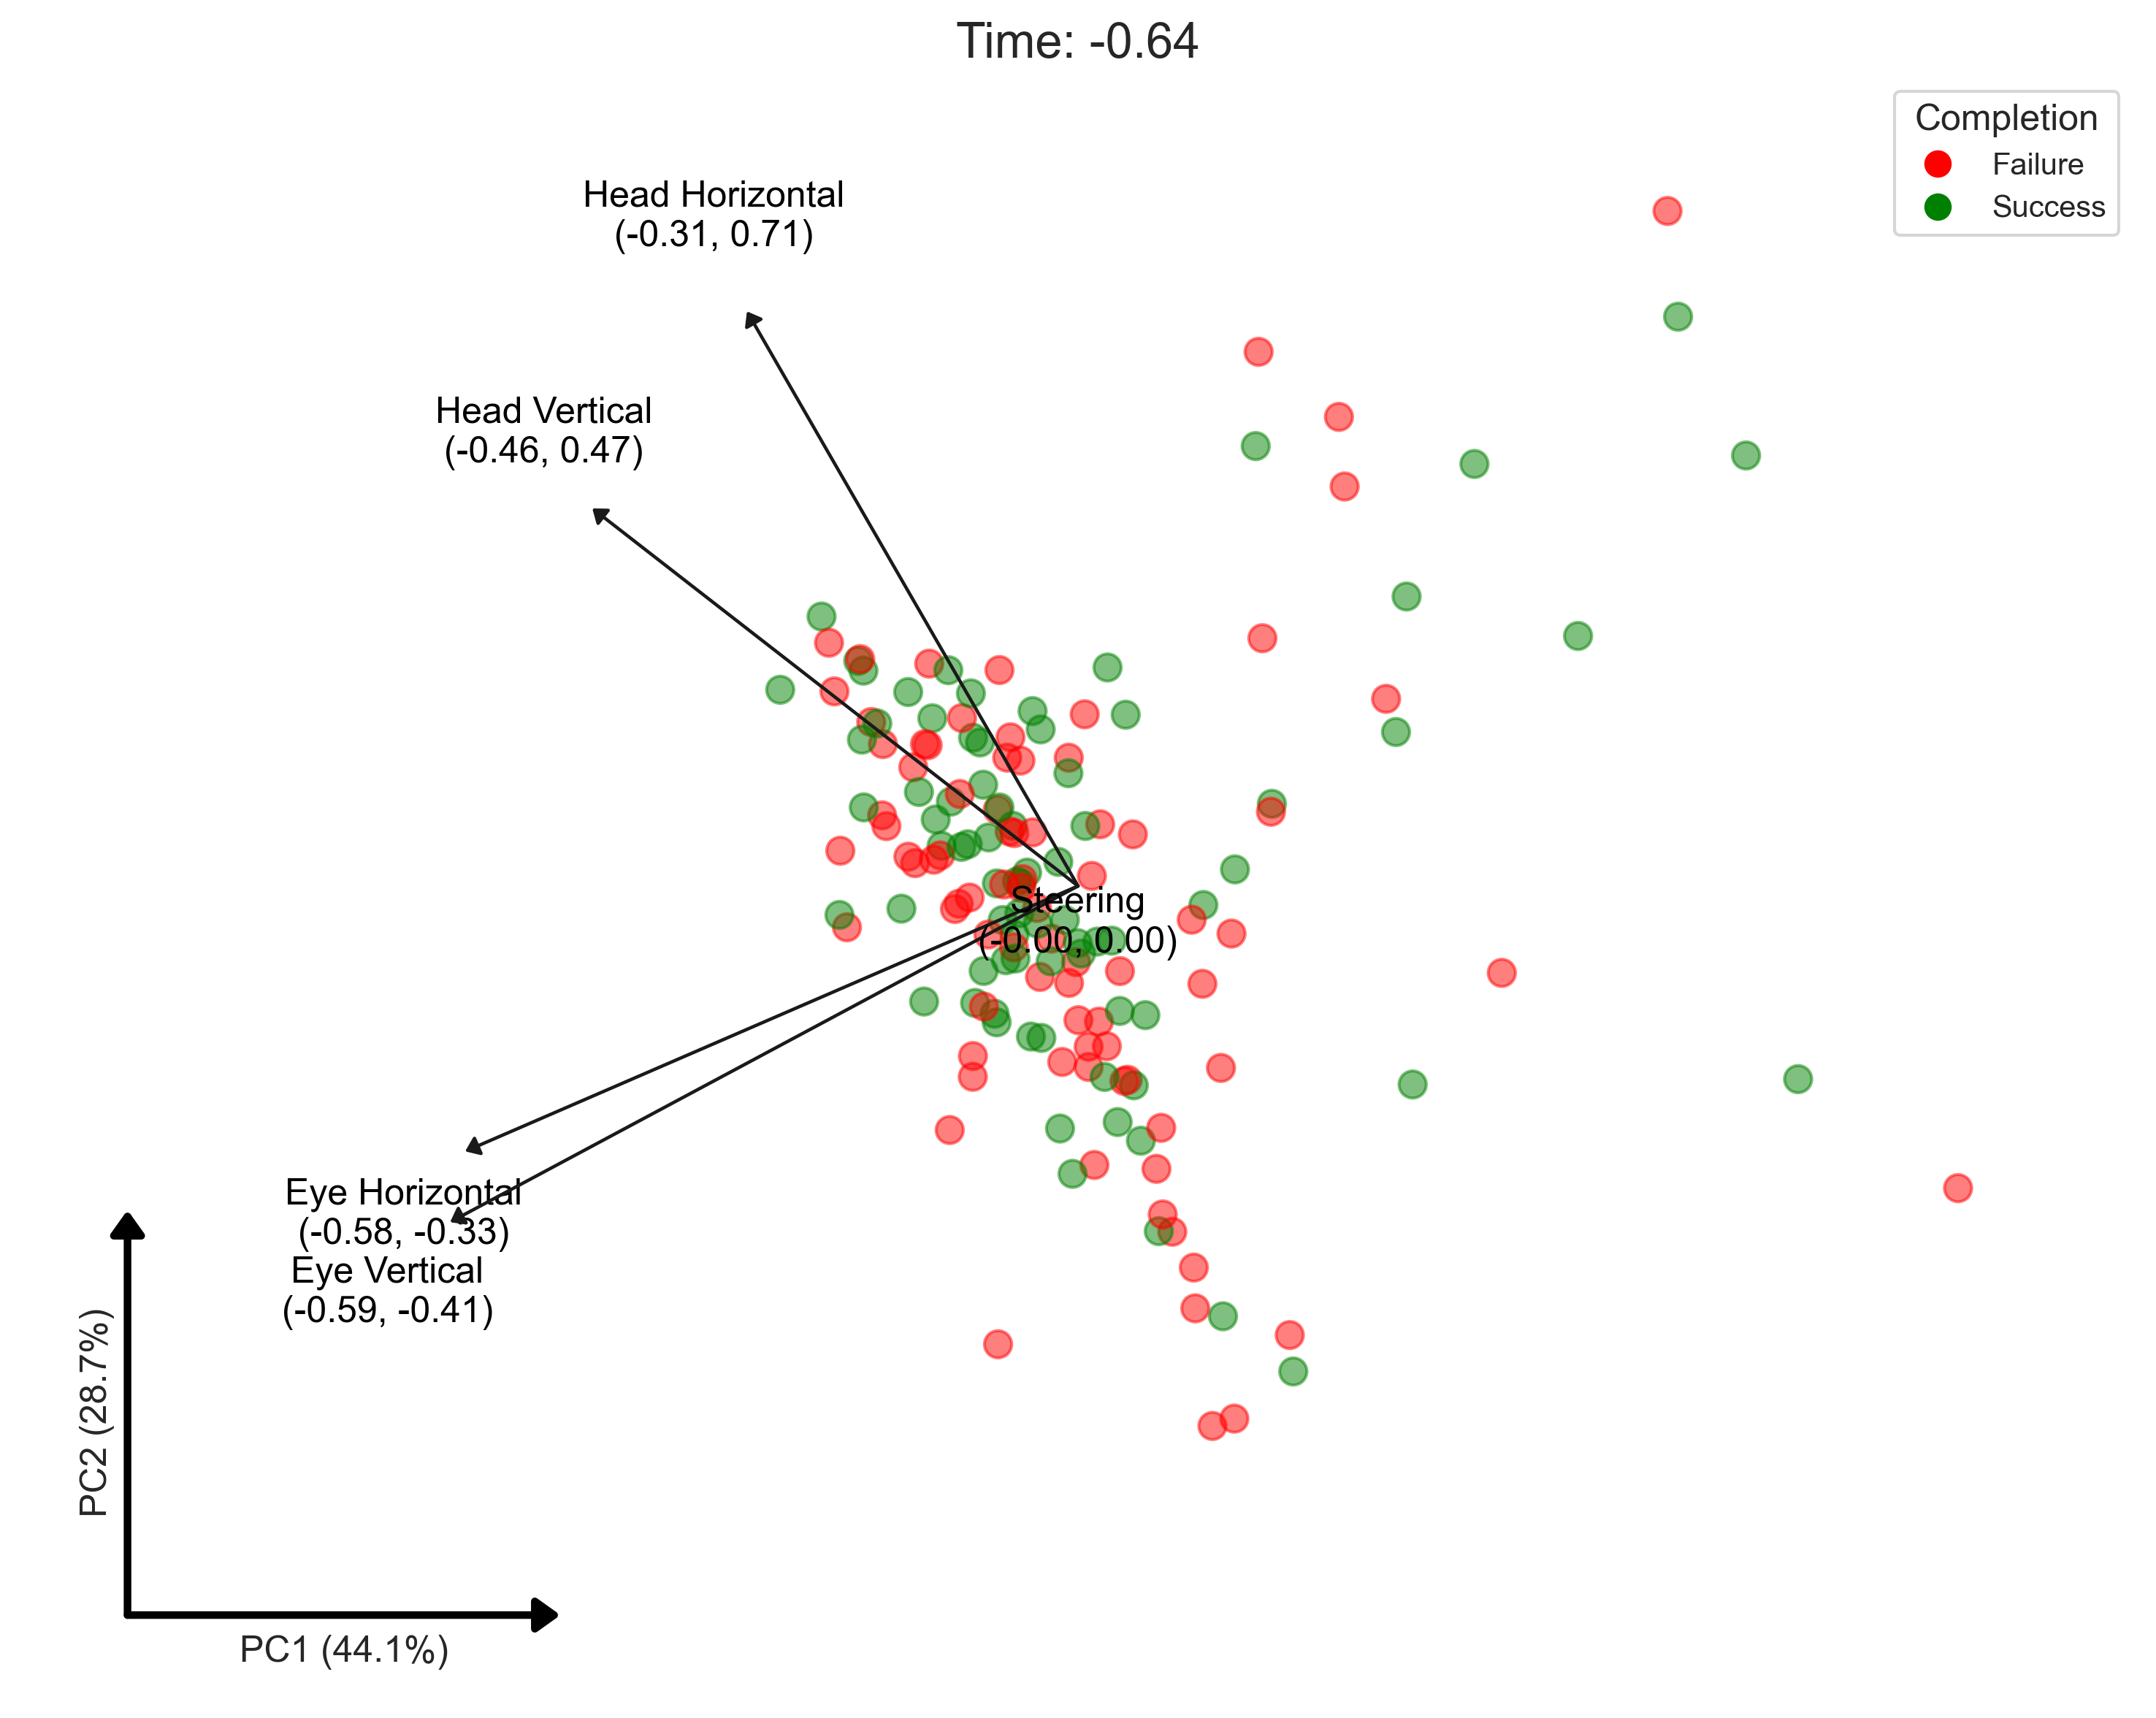 Time: -0.64
Completion
Failure
Success
Head Horizontal
(-0.31, 0.71)
Head Vertical
(-0.46, 0.47)
Steering
(-0.00, 0.00)
Eye Horizontal
(-0.58, -0.33)
Eye Vertical
(-0.59, -0.41)
PC2 (28.7%)
PC1 (44.1%)